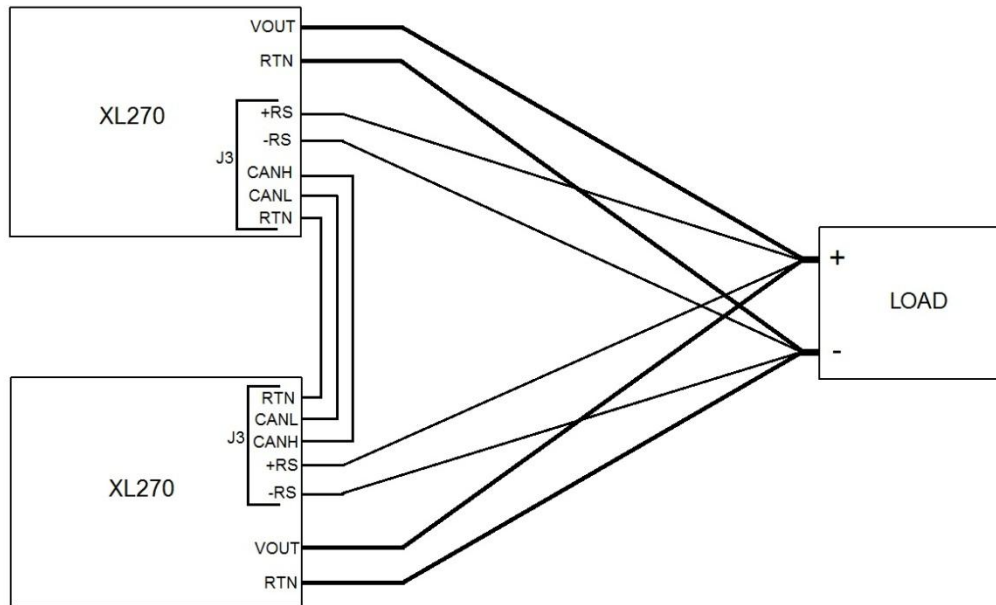 VOUT
RTN
XL270
J3
+RS
-RS
CANH
CANL
RTN
+
LOAD
-
XL270
J3
RTN
CANL
CANH
+RS
-RS
VOUT
RTN